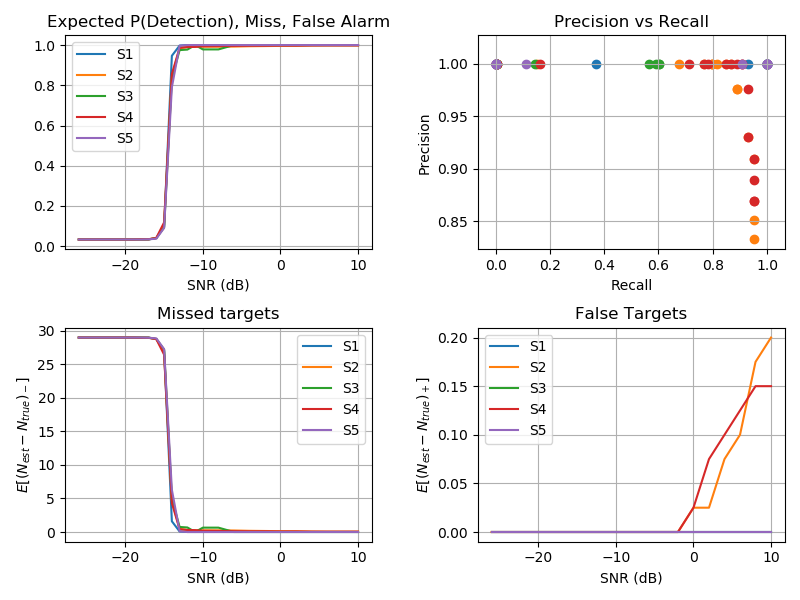 Expected P(Detection), Miss, False Alarm
1.0
0.8
0.6
0.4
0.2
0.0
S1
S2
S3
S4
S5
−20
−10
0
10
SNR (dB)
Precision vs Recall
Precision
1.00
0.95
0.90
0.85
0.0
0.2
0.4
0.6
0.8
1.0
Recall
Missed targets
E[(N_est − N_true)_−]
30
25
20
15
10
5
0
S1
S2
S3
S4
S5
−20
−10
0
10
SNR (dB)
False Targets
E[(N_est − N_true)_+]
0.20
0.15
0.10
0.05
0.00
S1
S2
S3
S4
S5
−20
−10
0
10
SNR (dB)